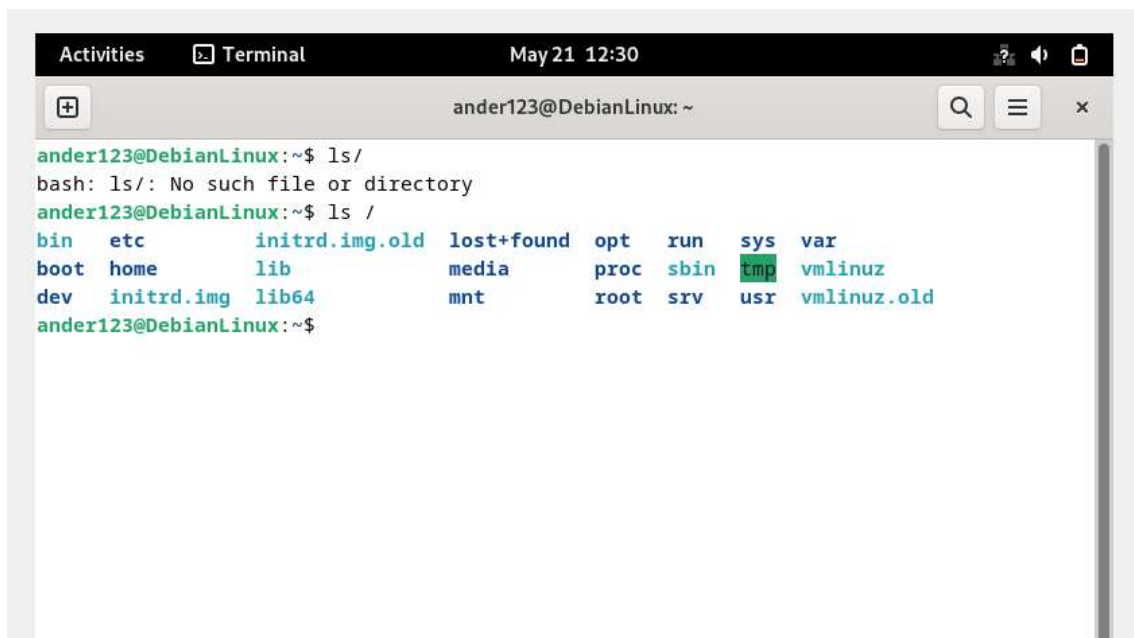 Activities Terminal May 21 12:30
ander123@DebianLinux: ~
ander123@DebianLinux:~$ ls/
bash: ls/: No such file or directory
ander123@DebianLinux:~$ ls /
bin etc initrd.img.old lost+found opt run sys var
boot home lib media proc sbin tmp vmlinuz
dev initrd.img lib64 mnt root srv usr vmlinuz.old
ander123@DebianLinux:~$